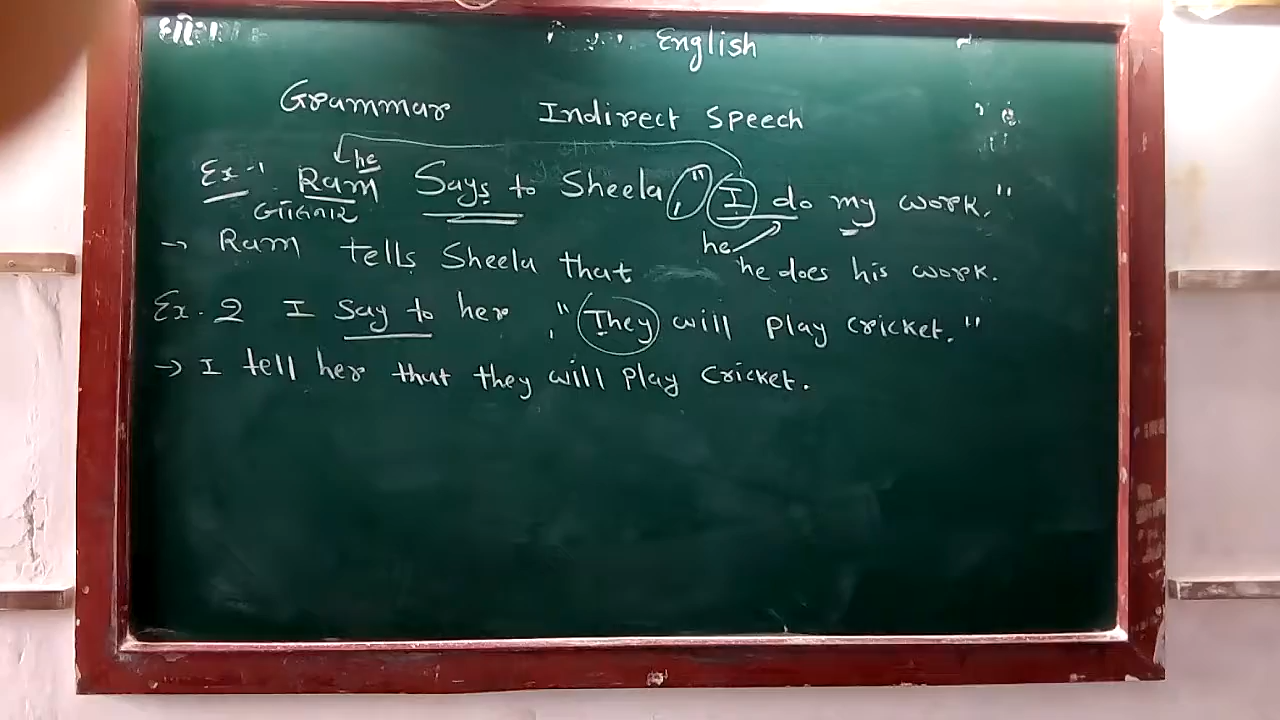 English
Grammar Indirect Speech
he
Ex-1 Ram Says to Sheela, "I do my work."
બોલનાર
he
→ Ram tells Sheela that he does his work.
Ex. 2 I Say to her, "They will play cricket."
→ I tell her that they will play cricket.